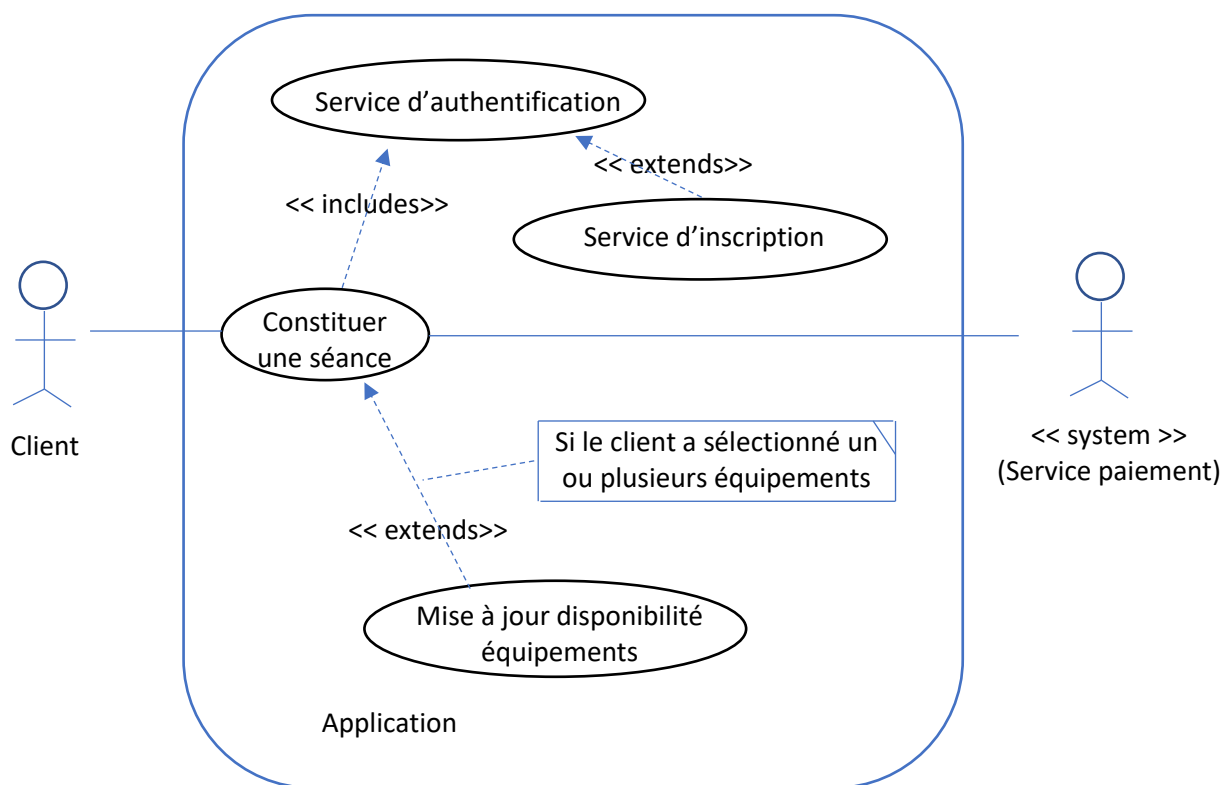 Service d’authentification
<< extends>>
<< includes>>
Service d’inscription
Constituer
une séance
Client
Si le client a sélectionné un
ou plusieurs équipements
<< system >>
(Service paiement)
<< extends>>
Mise à jour disponibilité
équipements
Application